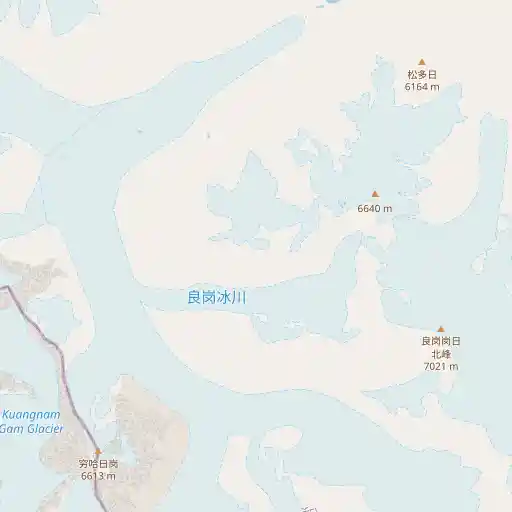 松多日
6164 m
6640 m
良岗冰川
良岗岗日
北峰
7021 m
Kuangnam
Gam Glacier
穷哈日岗
6613 m